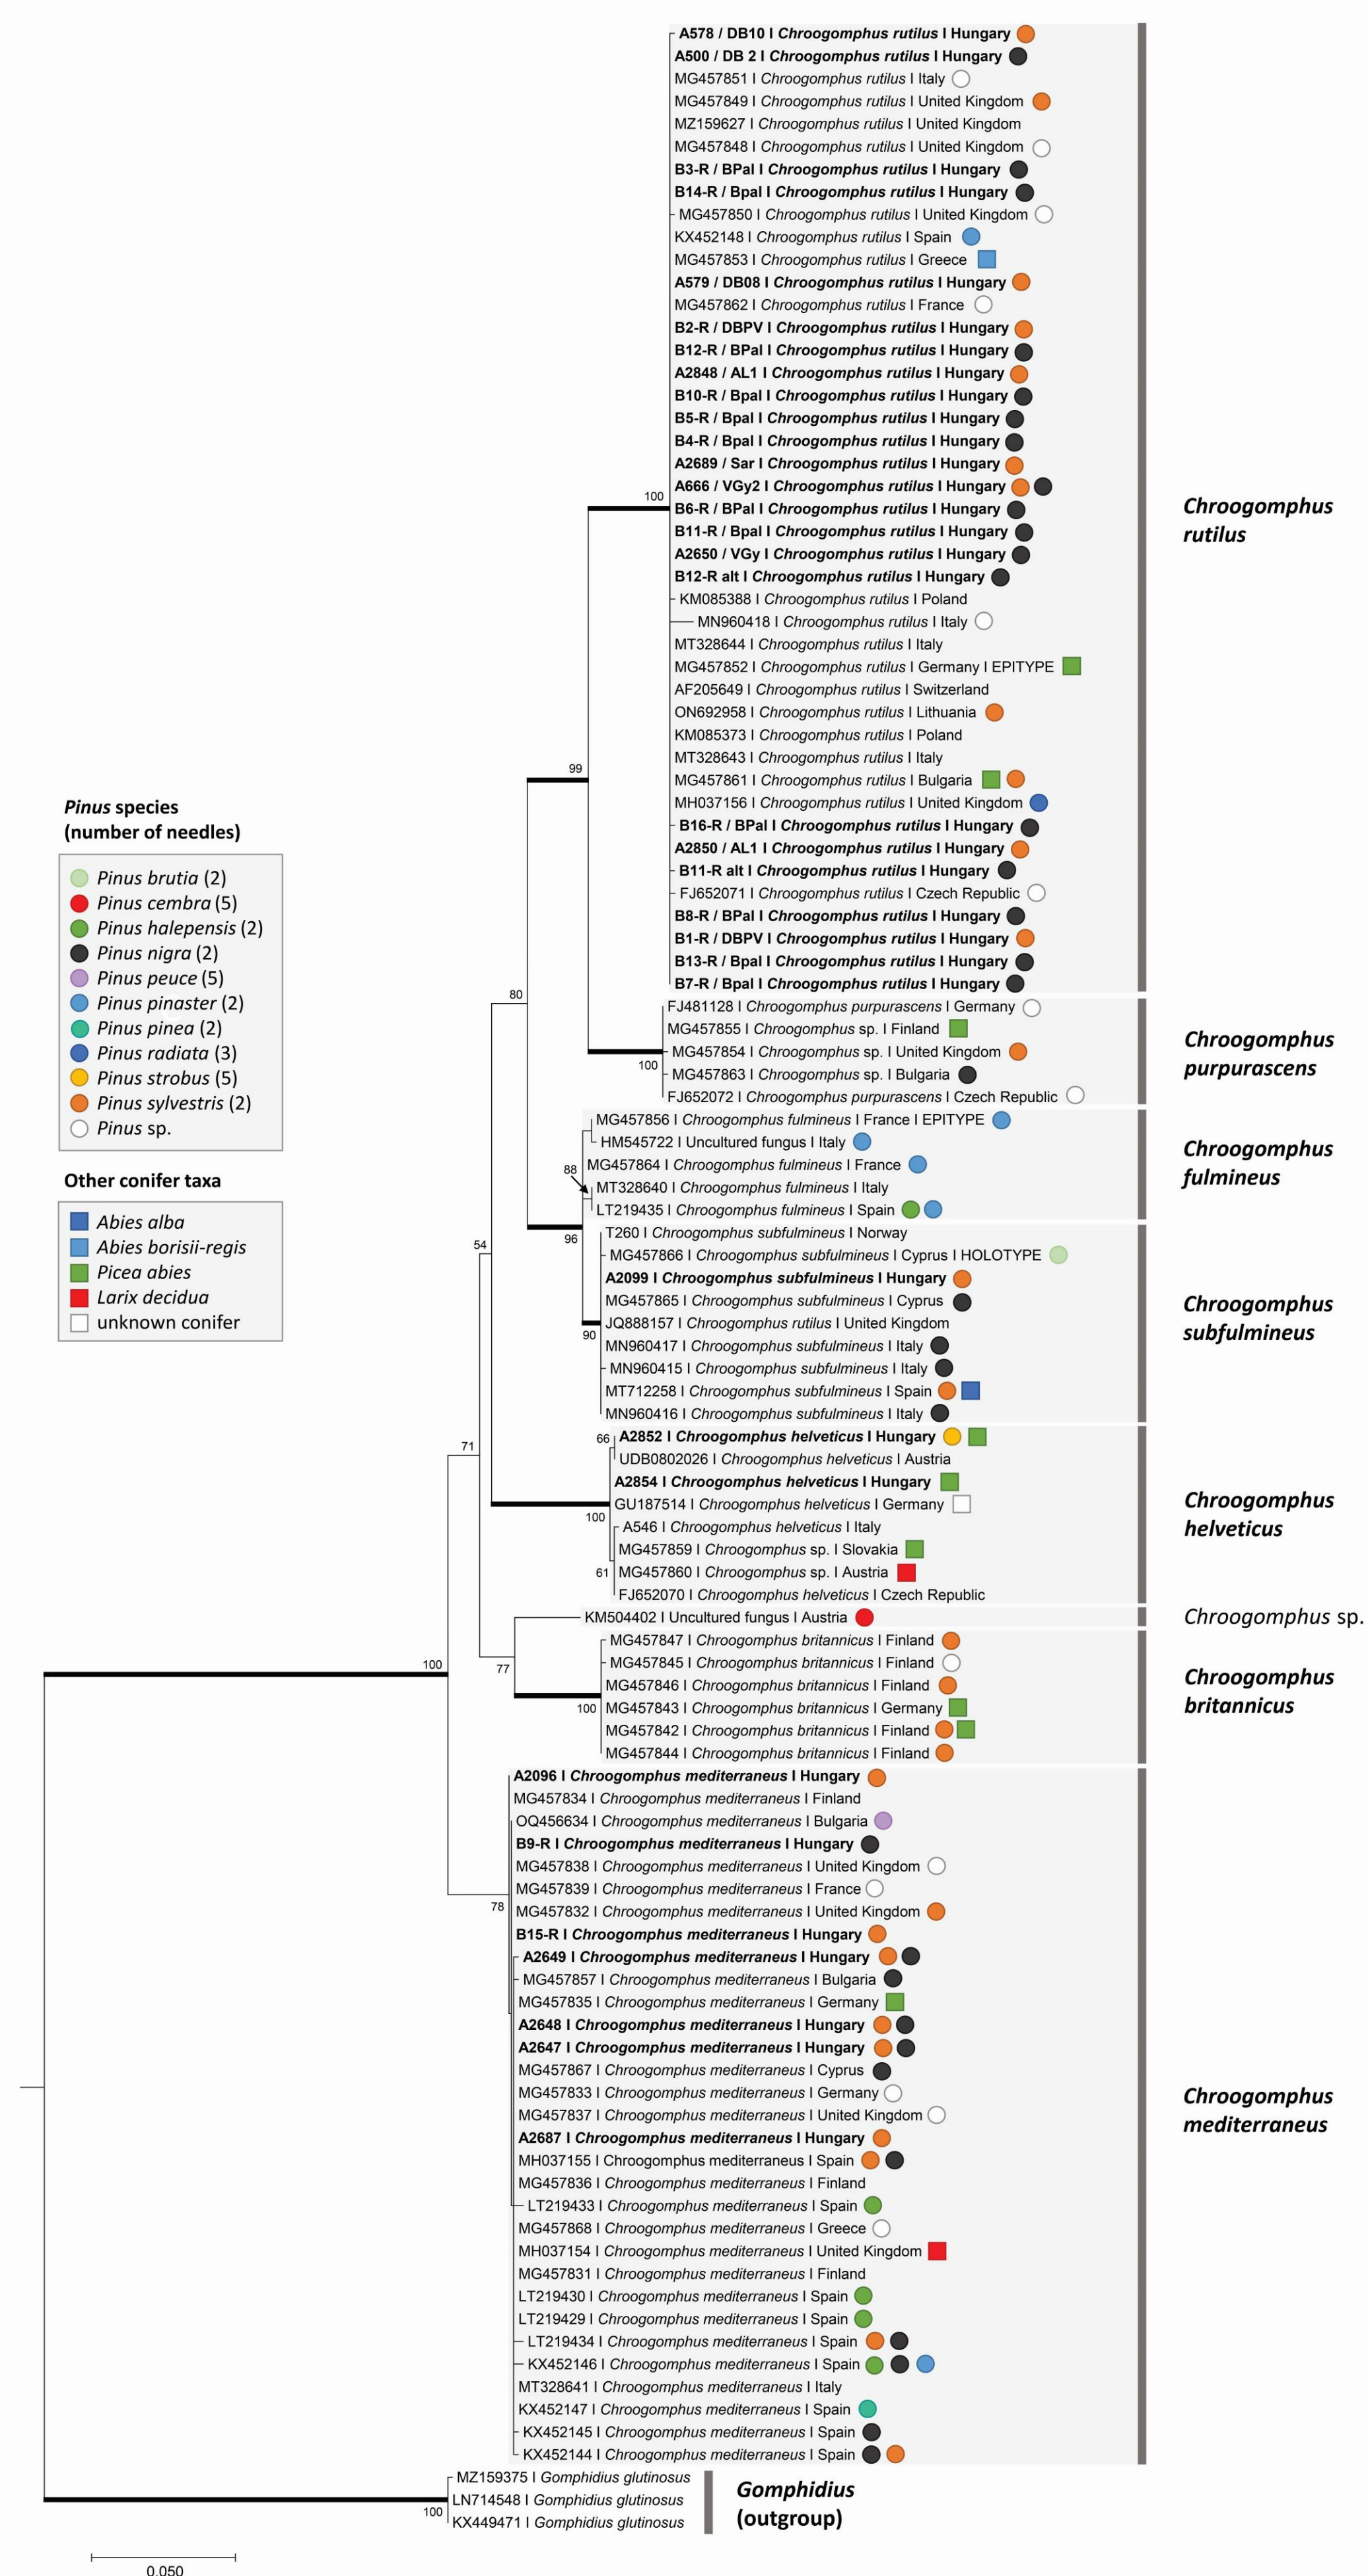 A578 / DB10 I Chroogomphus rutilus I Hungary
A500 / DB 2 I Chroogomphus rutilus I Hungary
MG457851 I Chroogomphus rutilus I Italy
MG457849 I Chroogomphus rutilus I United Kingdom
MZ159627 I Chroogomphus rutilus I United Kingdom
MG457848 I Chroogomphus rutilus I United Kingdom
B3-R / BPal I Chroogomphus rutilus I Hungary
B14-R / Bpal I Chroogomphus rutilus I Hungary
MG457850 I Chroogomphus rutilus I United Kingdom
KX452148 I Chroogomphus rutilus I Spain
MG457853 I Chroogomphus rutilus I Greece
A579 / DB08 I Chroogomphus rutilus I Hungary
MG457862 I Chroogomphus rutilus I France
B2-R / DBPV I Chroogomphus rutilus I Hungary
B12-R / BPal I Chroogomphus rutilus I Hungary
A2848 / AL1 I Chroogomphus rutilus I Hungary
B10-R / Bpal I Chroogomphus rutilus I Hungary
B5-R / Bpal I Chroogomphus rutilus I Hungary
B4-R / Bpal I Chroogomphus rutilus I Hungary
A2689 / Sar I Chroogomphus rutilus I Hungary
A666 / VGy2 I Chroogomphus rutilus I Hungary
B6-R / BPal I Chroogomphus rutilus I Hungary
B11-R / Bpal I Chroogomphus rutilus I Hungary
A2650 / VGy I Chroogomphus rutilus I Hungary
B12-R alt I Chroogomphus rutilus I Hungary
KM085388 I Chroogomphus rutilus I Poland
MN960418 I Chroogomphus rutilus I Italy
MT328644 I Chroogomphus rutilus I Italy
MG457852 I Chroogomphus rutilus I Germany I EPITYPE
AF205649 I Chroogomphus rutilus I Switzerland
ON692958 I Chroogomphus rutilus I Lithuania
KM085373 I Chroogomphus rutilus I Poland
MT328643 I Chroogomphus rutilus I Italy
MG457861 I Chroogomphus rutilus I Bulgaria
MH037156 I Chroogomphus rutilus I United Kingdom
B16-R / BPal I Chroogomphus rutilus I Hungary
A2850 / AL1 I Chroogomphus rutilus I Hungary
B11-R alt I Chroogomphus rutilus I Hungary
FJ652071 I Chroogomphus rutilus I Czech Republic
B8-R / BPal I Chroogomphus rutilus I Hungary
B1-R / DBPV I Chroogomphus rutilus I Hungary
B13-R / Bpal I Chroogomphus rutilus I Hungary
B7-R / Bpal I Chroogomphus rutilus I Hungary
Chroogomphus
rutilus
FJ481128 I Chroogomphus purpurascens I Germany
MG457855 I Chroogomphus sp. I Finland
MG457854 I Chroogomphus sp. I United Kingdom
MG457863 I Chroogomphus sp. I Bulgaria
FJ652072 I Chroogomphus purpurascens I Czech Republic
Chroogomphus
purpurascens
MG457856 I Chroogomphus fulmineus I France I EPITYPE
HM545722 I Uncultured fungus I Italy
MG457864 I Chroogomphus fulmineus I France
MT328640 I Chroogomphus fulmineus I Italy
LT219435 I Chroogomphus fulmineus I Spain
Chroogomphus
fulmineus
T260 I Chroogomphus subfulmineus I Norway
MG457866 I Chroogomphus subfulmineus I Cyprus I HOLOTYPE
A2099 I Chroogomphus subfulmineus I Hungary
MG457865 I Chroogomphus subfulmineus I Cyprus
JQ888157 I Chroogomphus rutilus I United Kingdom
MN960417 I Chroogomphus subfulmineus I Italy
MN960415 I Chroogomphus subfulmineus I Italy
MT712258 I Chroogomphus subfulmineus I Spain
MN960416 I Chroogomphus subfulmineus I Italy
Chroogomphus
subfulmineus
A2852 I Chroogomphus helveticus I Hungary
UDB0802026 I Chroogomphus helveticus I Austria
A2854 I Chroogomphus helveticus I Hungary
GU187514 I Chroogomphus helveticus I Germany
A546 I Chroogomphus helveticus I Italy
MG457859 I Chroogomphus sp. I Slovakia
MG457860 I Chroogomphus sp. I Austria
FJ652070 I Chroogomphus helveticus I Czech Republic
Chroogomphus
helveticus
KM504402 I Uncultured fungus I Austria
Chroogomphus sp.
MG457847 I Chroogomphus britannicus I Finland
MG457845 I Chroogomphus britannicus I Finland
MG457846 I Chroogomphus britannicus I Finland
MG457843 I Chroogomphus britannicus I Germany
MG457842 I Chroogomphus britannicus I Finland
MG457844 I Chroogomphus britannicus I Finland
Chroogomphus
britannicus
A2096 I Chroogomphus mediterraneus I Hungary
MG457834 I Chroogomphus mediterraneus I Finland
OQ456634 I Chroogomphus mediterraneus I Bulgaria
B9-R I Chroogomphus mediterraneus I Hungary
MG457838 I Chroogomphus mediterraneus I United Kingdom
MG457839 I Chroogomphus mediterraneus I France
MG457832 I Chroogomphus mediterraneus I United Kingdom
B15-R I Chroogomphus mediterraneus I Hungary
A2649 I Chroogomphus mediterraneus I Hungary
MG457857 I Chroogomphus mediterraneus I Bulgaria
MG457835 I Chroogomphus mediterraneus I Germany
A2648 I Chroogomphus mediterraneus I Hungary
A2647 I Chroogomphus mediterraneus I Hungary
MG457867 I Chroogomphus mediterraneus I Cyprus
MG457833 I Chroogomphus mediterraneus I Germany
MG457837 I Chroogomphus mediterraneus I United Kingdom
A2687 I Chroogomphus mediterraneus I Hungary
MH037155 I Chroogomphus mediterraneus I Spain
MG457836 I Chroogomphus mediterraneus I Finland
LT219433 I Chroogomphus mediterraneus I Spain
MG457868 I Chroogomphus mediterraneus I Greece
MH037154 I Chroogomphus mediterraneus I United Kingdom
MG457831 I Chroogomphus mediterraneus I Finland
LT219430 I Chroogomphus mediterraneus I Spain
LT219429 I Chroogomphus mediterraneus I Spain
LT219434 I Chroogomphus mediterraneus I Spain
KX452146 I Chroogomphus mediterraneus I Spain
MT328641 I Chroogomphus mediterraneus I Italy
KX452147 I Chroogomphus mediterraneus I Spain
KX452145 I Chroogomphus mediterraneus I Spain
KX452144 I Chroogomphus mediterraneus I Spain
Chroogomphus
mediterraneus
MZ159375 I Gomphidius glutinosus
LN714548 I Gomphidius glutinosus
KX449471 I Gomphidius glutinosus
Gomphidius
(outgroup)
100
99
80
100
88
96
54
90
71
66
100
61
100
77
100
78
100
Pinus species
(number of needles)
Pinus brutia (2)
Pinus cembra (5)
Pinus halepensis (2)
Pinus nigra (2)
Pinus peuce (5)
Pinus pinaster (2)
Pinus pinea (2)
Pinus radiata (3)
Pinus strobus (5)
Pinus sylvestris (2)
Pinus sp.
Other conifer taxa
Abies alba
Abies borisii-regis
Picea abies
Larix decidua
unknown conifer
0.050